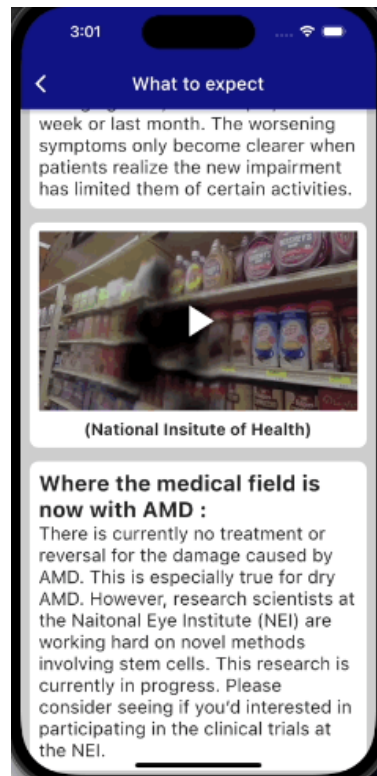 3:01
What to expect
week or last month. The worsening
symptoms only become clearer when
patients realize the new impairment
has limited them of certain activities.
HERSHEY'S
(National Insitute of Health)
Where the medical field is
now with AMD :
There is currently no treatment or
reversal for the damage caused by
AMD. This is especially true for dry
AMD. However, research scientists at
the Naitonal Eye Institute (NEI) are
working hard on novel methods
involving stem cells. This research is
currently in progress. Please
consider seeing if you'd interested in
participating in the clinical trials at
the NEI.